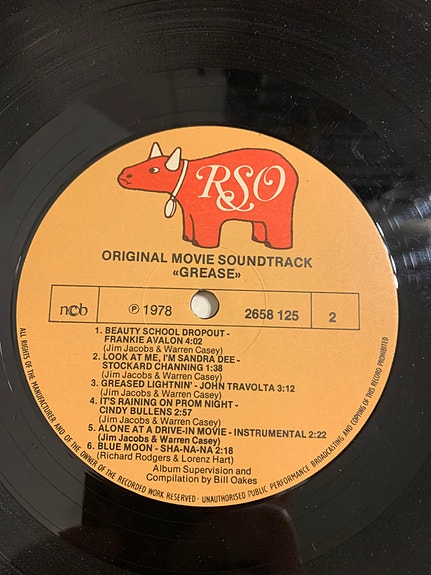 RSO
ORIGINAL MOVIE SOUNDTRACK
«GREASE»
ncb
Ⓟ 1978
2658 125
2
1. BEAUTY SCHOOL DROPOUT -
FRANKIE AVALON 4:02
(Jim Jacobs & Warren Casey)
2. LOOK AT ME, I'M SANDRA DEE -
STOCKARD CHANNING 1:38
(Jim Jacobs & Warren Casey)
3. GREASED LIGHTNIN' - JOHN TRAVOLTA 3:12
(Jim Jacobs & Warren Casey)
4. IT'S RAINING ON PROM NIGHT -
CINDY BULLENS 2:57
(Jim Jacobs & Warren Casey)
5. ALONE AT A DRIVE-IN MOVIE - INSTRUMENTAL 2:22
(Jim Jacobs & Warren Casey)
6. BLUE MOON - SHA-NA-NA 2:18
(Richard Rodgers & Lorenz Hart)
Album Supervision and
Compilation by Bill Oakes
ALL RIGHTS OF THE MANUFACTURER AND OF THE OWNER OF THE RECORDED WORK RESERVED · UNAUTHORISED PUBLIC PERFORMANCE BROADCASTING AND COPYING OF THIS RECORD PROHIBITED